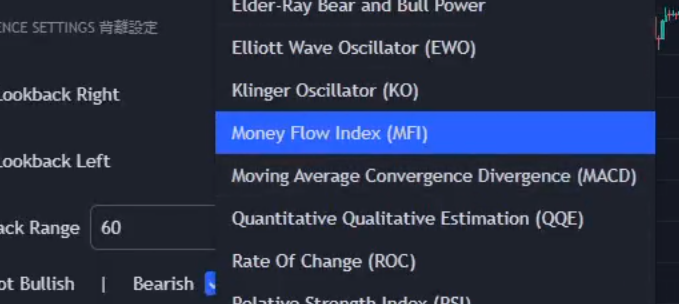 Elder-Ray Bear and Bull Power
ENCE SETTINGS 背離設定
Elliott Wave Oscillator (EWO)
Klinger Oscillator (KO)
Lookback Right
Money Flow Index (MFI)
Lookback Left
Moving Average Convergence Divergence (MACD)
Quantitative Qualitative Estimation (QQE)
ack Range 60
Rate Of Change (ROC)
ot Bullish | Bearish
Relative Strength Index (RSI)